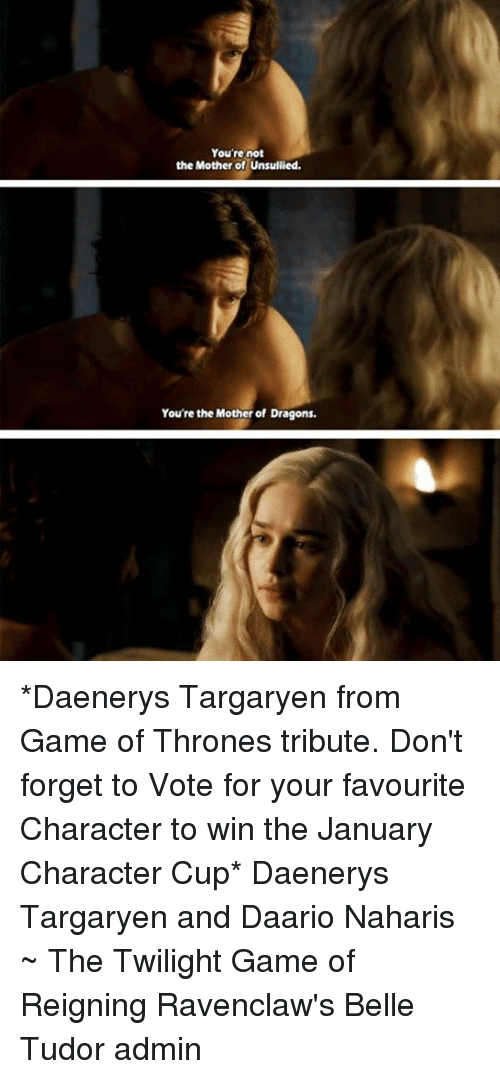 You're not
the Mother of Unsullied.
You're the Mother of Dragons.
*Daenerys Targaryen from
Game of Thrones tribute. Don't
forget to Vote for your favourite
Character to win the January
Character Cup* Daenerys
Targaryen and Daario Naharis
~ The Twilight Game of
Reigning Ravenclaw's Belle
Tudor admin